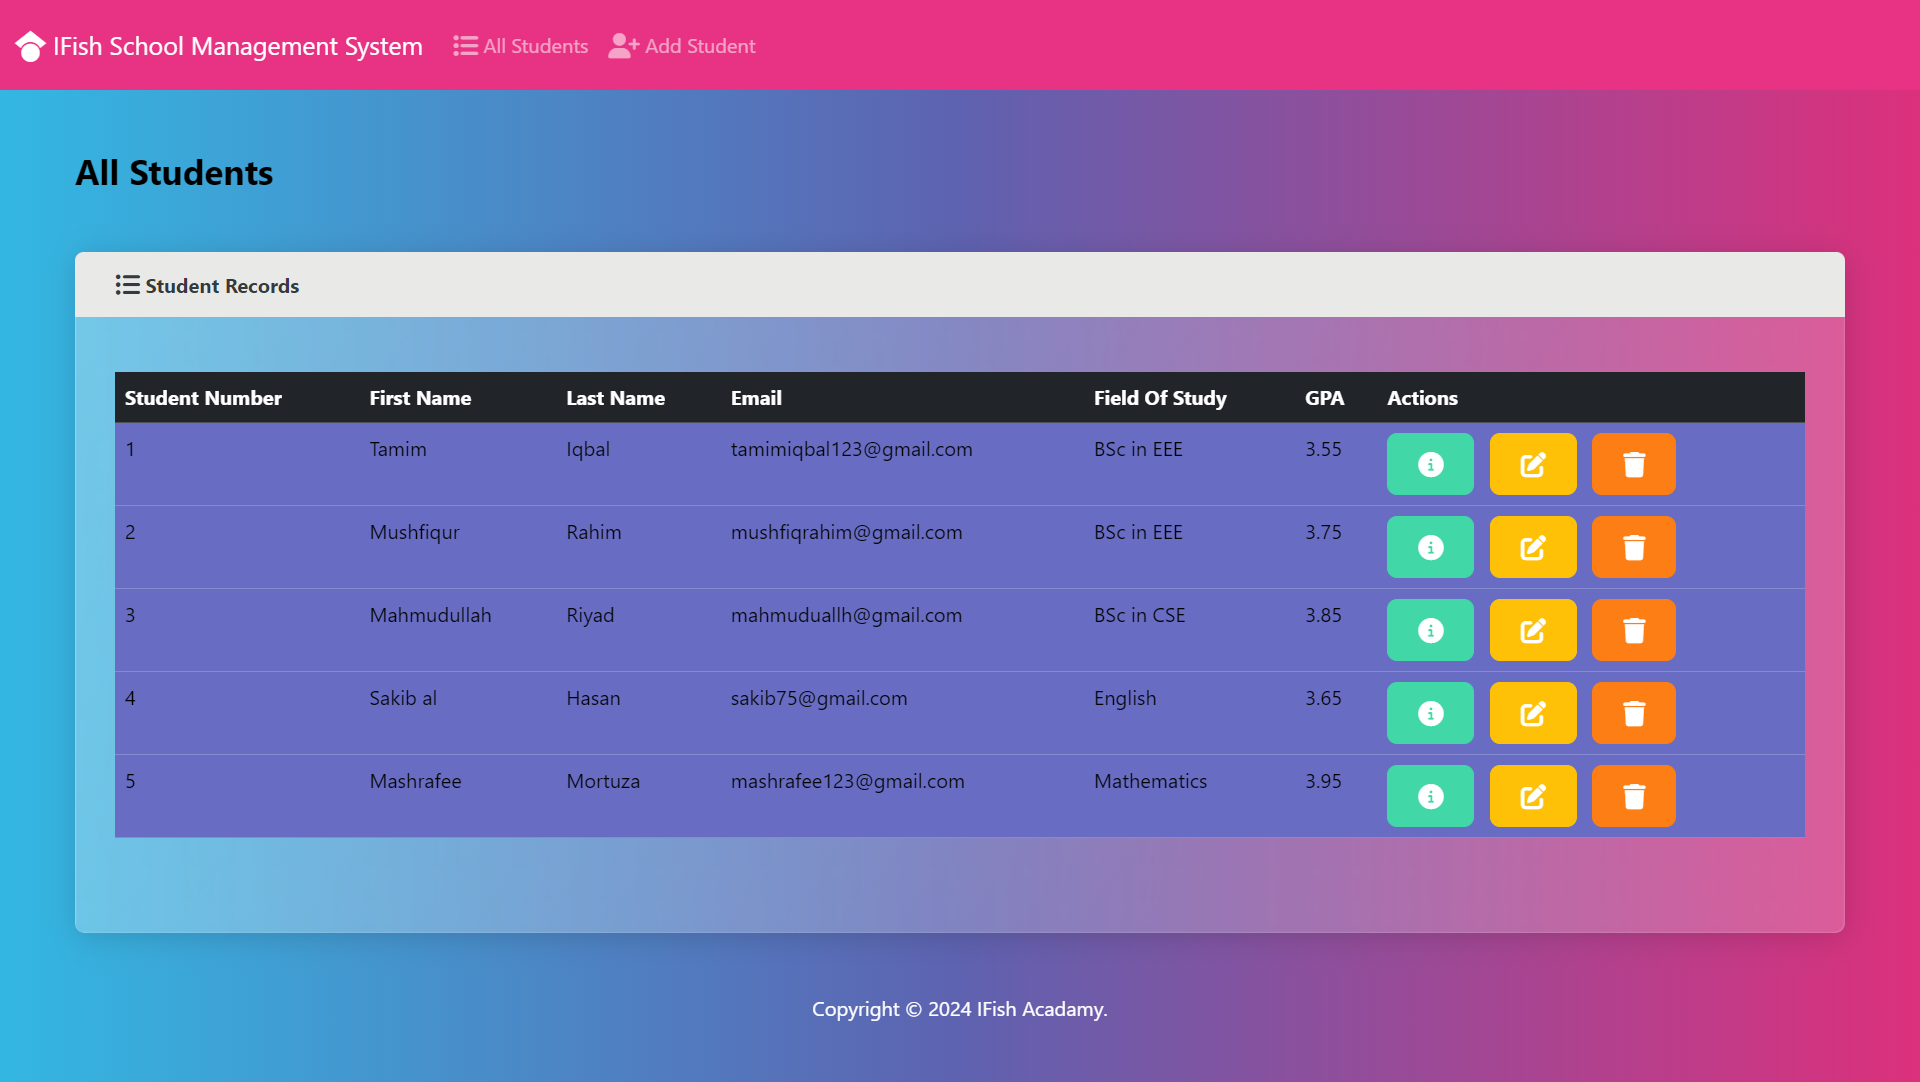 IFish School Management System All Students Add Student
All Students
Student Records
Student Number First Name Last Name Email Field Of Study GPA Actions
1 Tamim Iqbal tamimiqbal123@gmail.com BSc in EEE 3.55
2 Mushfiqur Rahim mushfiqrahim@gmail.com BSc in EEE 3.75
3 Mahmudullah Riyad mahmuduallh@gmail.com BSc in CSE 3.85
4 Sakib al Hasan sakib75@gmail.com English 3.65
5 Mashrafee Mortuza mashrafee123@gmail.com Mathematics 3.95
Copyright © 2024 IFish Acadamy.